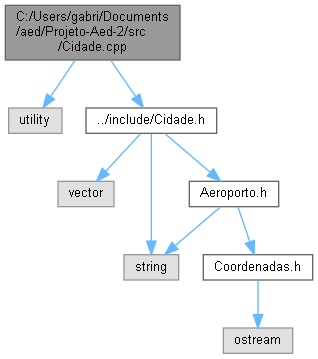 C:/Users/gabri/Documents
/aed/Projeto-Aed-2/src
/Cidade.cpp
utility
../include/Cidade.h
vector
Aeroporto.h
string
Coordenadas.h
ostream